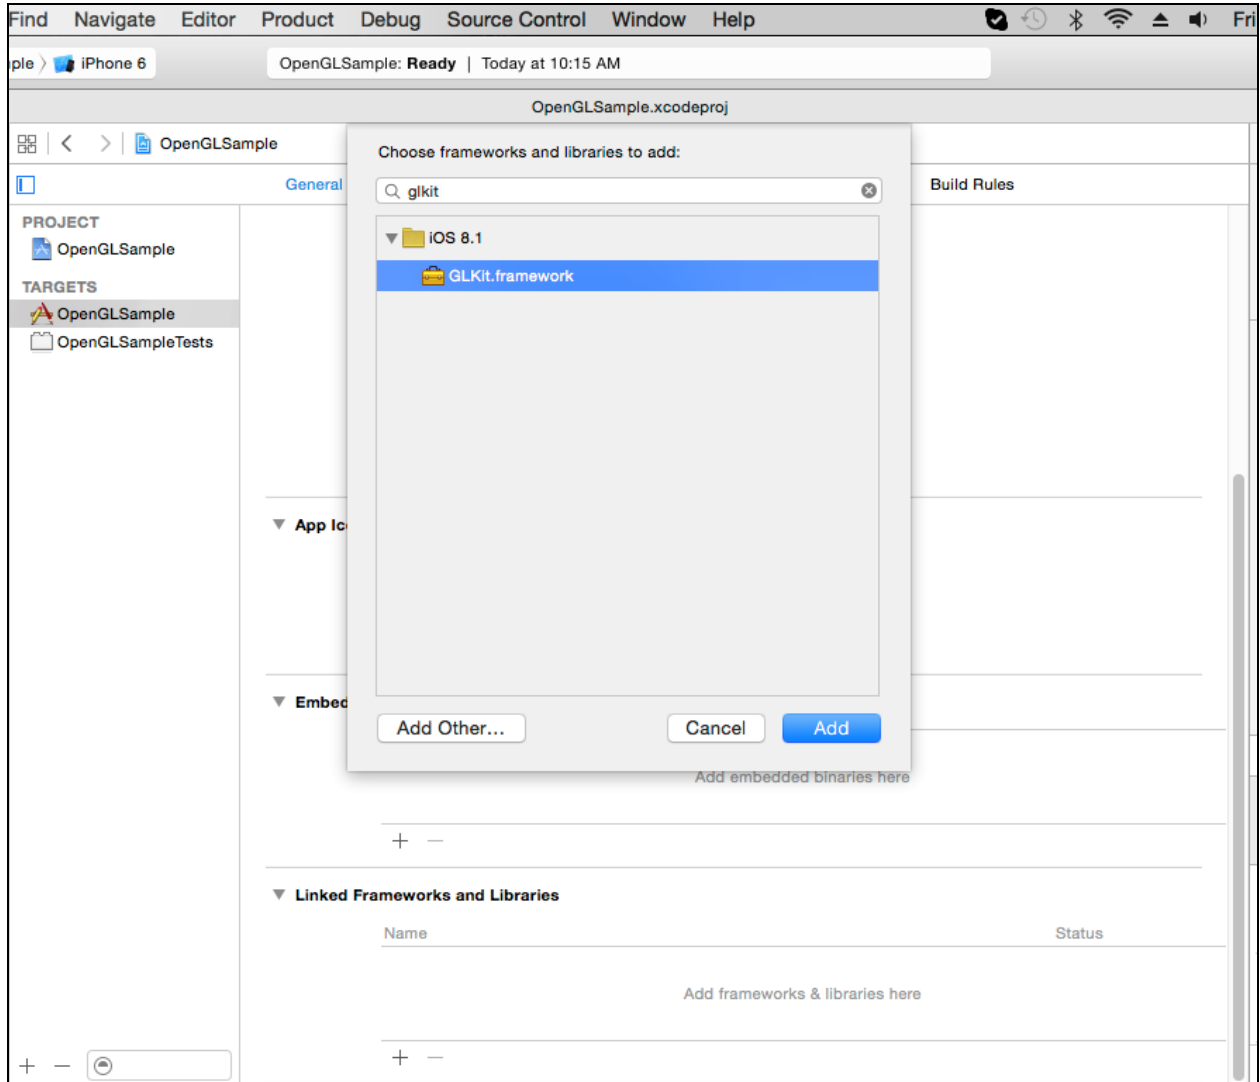 Find Navigate Editor Product Debug Source Control Window Help Fri
ple iPhone 6 OpenGLSample: Ready | Today at 10:15 AM
OpenGLSample.xcodeproj
OpenGLSample
Choose frameworks and libraries to add:
General Build Rules
glkit
PROJECT
OpenGLSample
iOS 8.1
GLKit.framework
TARGETS
OpenGLSample
OpenGLSampleTests
App Ic
Embed
Add Other... Cancel Add
Add embedded binaries here
+ −
Linked Frameworks and Libraries
Name Status
Add frameworks & libraries here
+ −
+ −